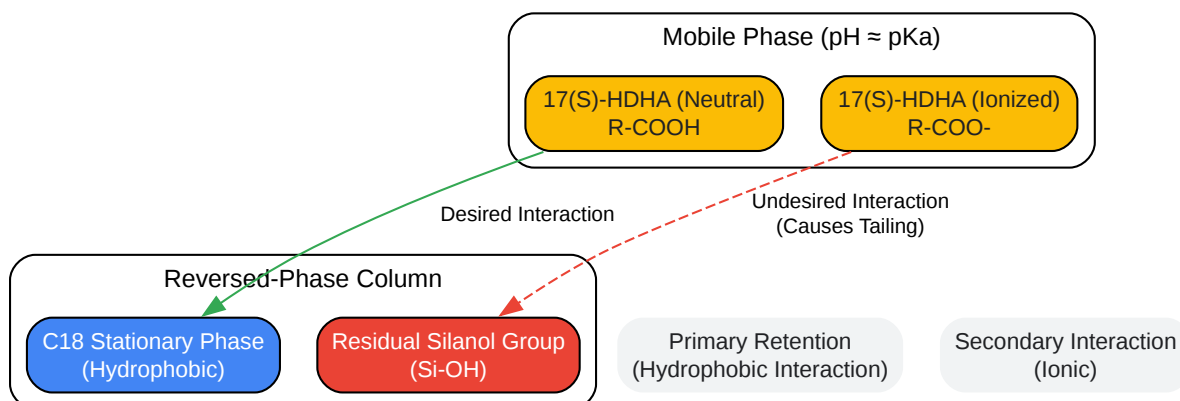 Mobile Phase (pH ≈ pKa)
17(S)-HDHA (Neutral)
R-COOH
17(S)-HDHA (Ionized)
R-COO-
Desired Interaction
Undesired Interaction
(Causes Tailing)
Reversed-Phase Column
C18 Stationary Phase
(Hydrophobic)
Residual Silanol Group
(Si-OH)
Primary Retention
(Hydrophobic Interaction)
Secondary Interaction
(Ionic)